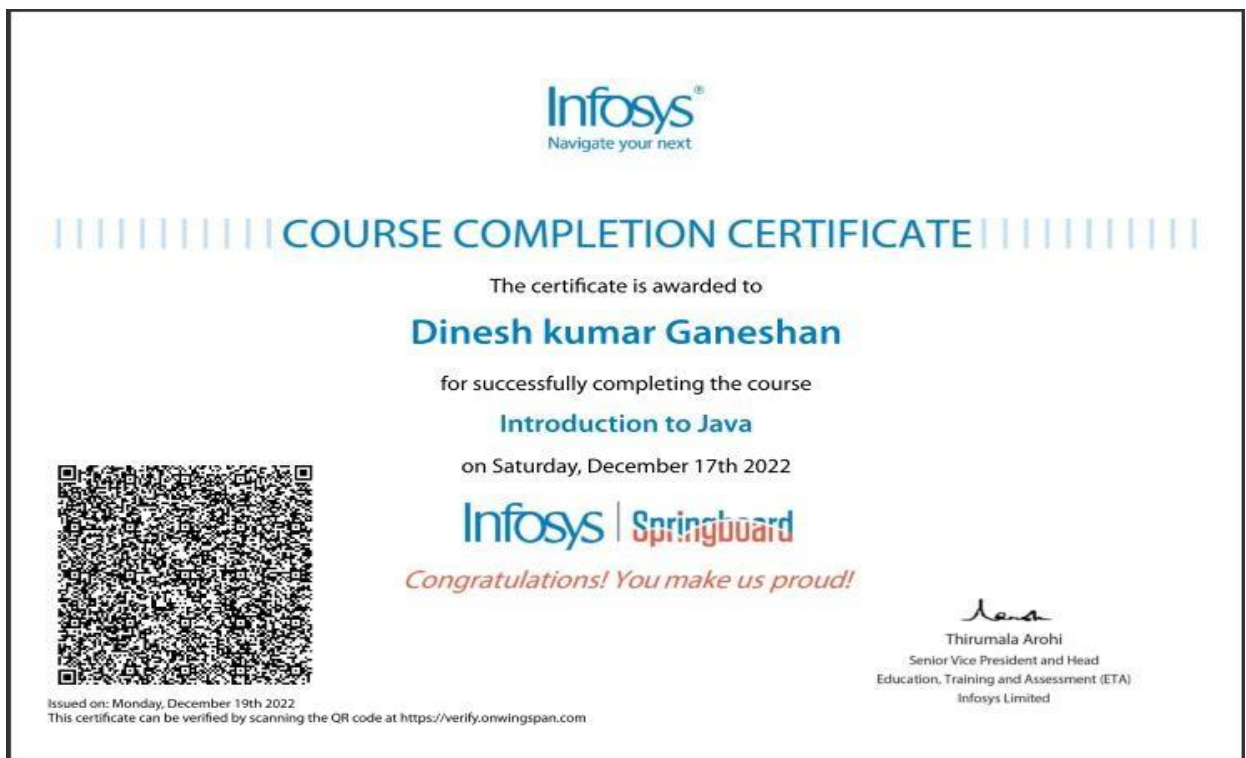 Infosys®
Navigate your next
COURSE COMPLETION CERTIFICATE
The certificate is awarded to
Dinesh kumar Ganeshan
for successfully completing the course
Introduction to Java
on Saturday, December 17th 2022
Infosys | Springboard
Congratulations! You make us proud!
Thirumala Arohi
Senior Vice President and Head
Education, Training and Assessment (ETA)
Infosys Limited
Issued on: Monday, December 19th 2022
This certificate can be verified by scanning the QR code at https://verify.onwingspan.com